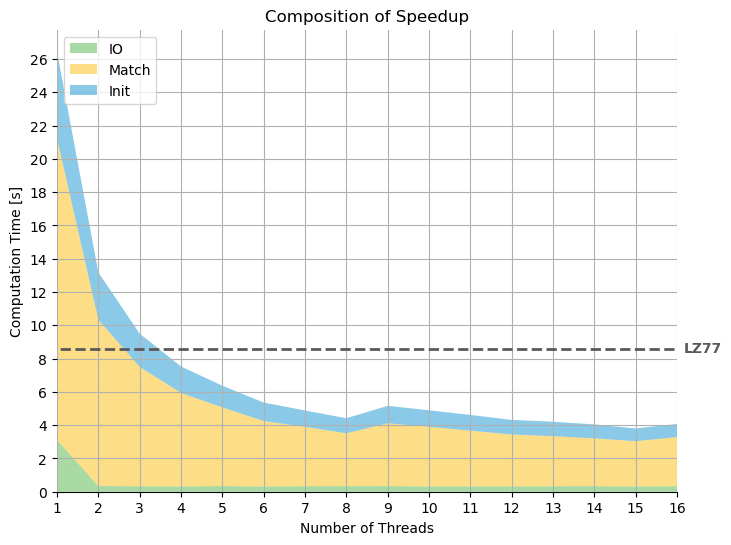 Composition of Speedup
IO
Match
Init
26
24
22
20
18
16
14
12
10
8
6
4
2
0
Computation Time [s]
LZ77
1 2 3 4 5 6 7 8 9 10 11 12 13 14 15 16
Number of Threads